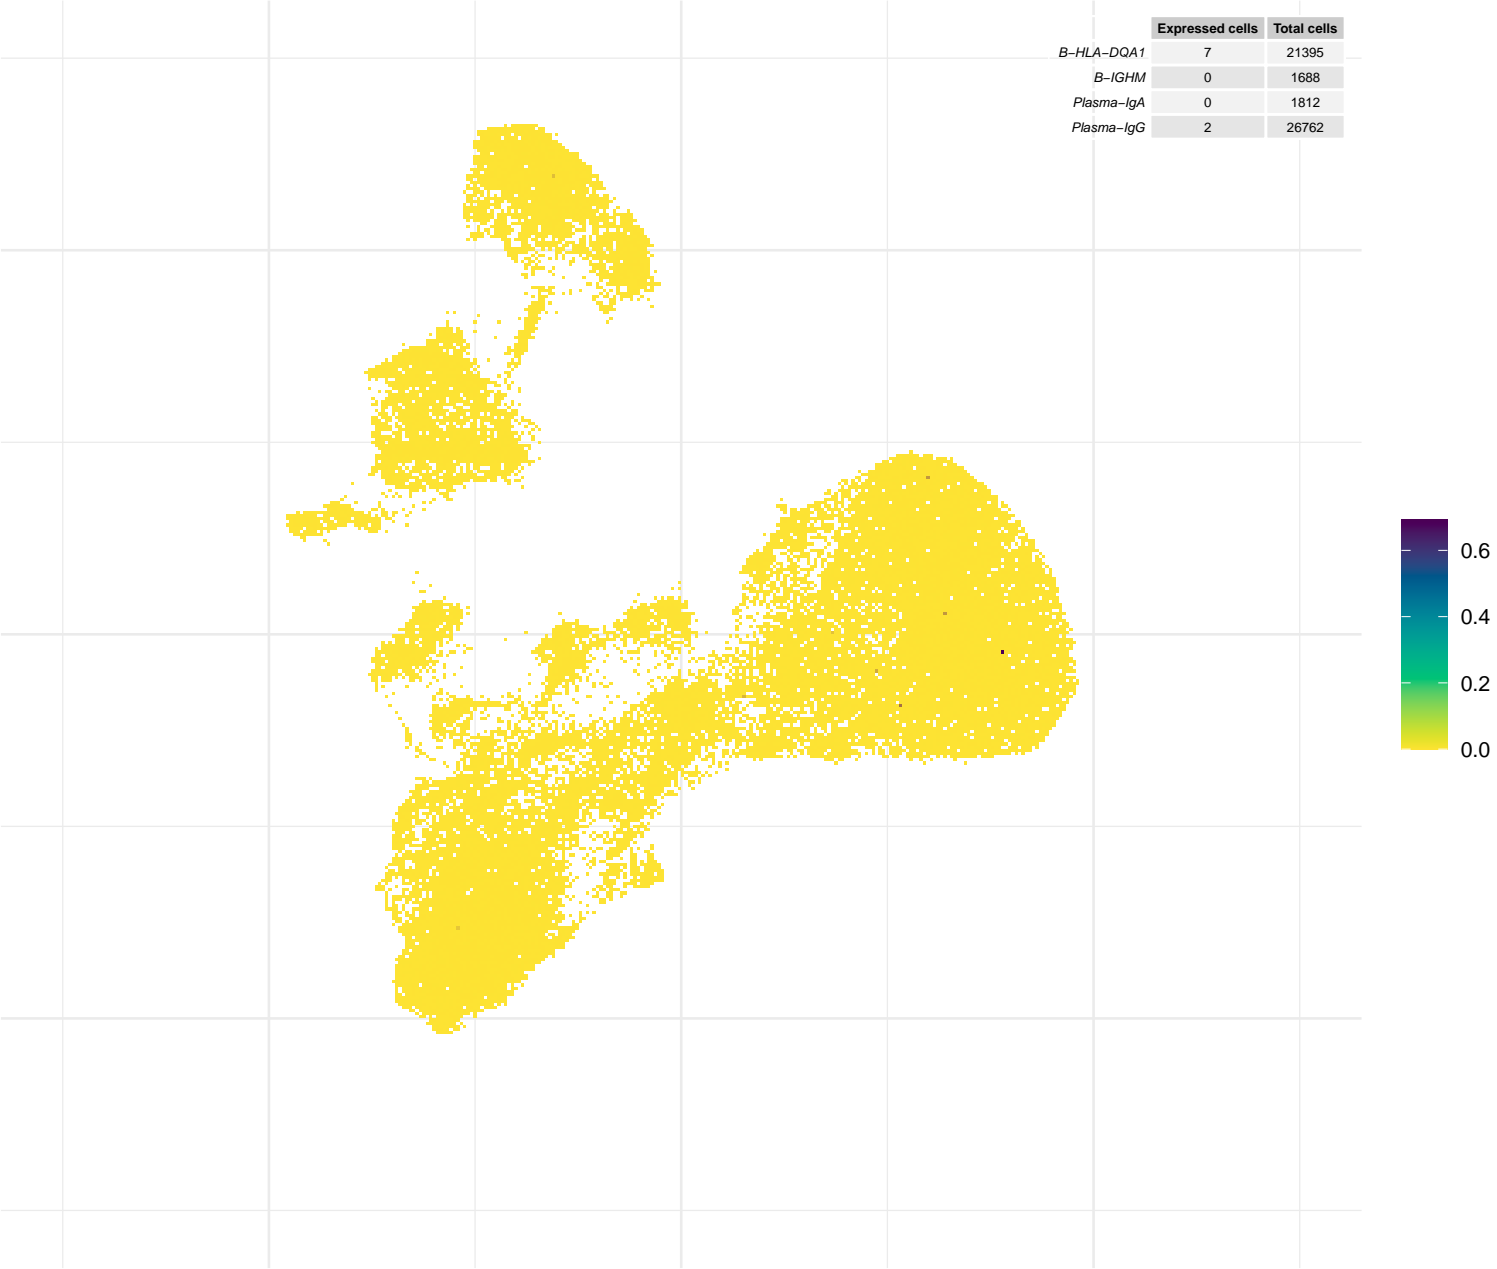 Expressed cells Total cells
B−HLA−DQA1 7 21395
B−IGHM 0 1688
Plasma−IgA 0 1812
Plasma−IgG 2 26762
0.6
0.4
0.2
0.0